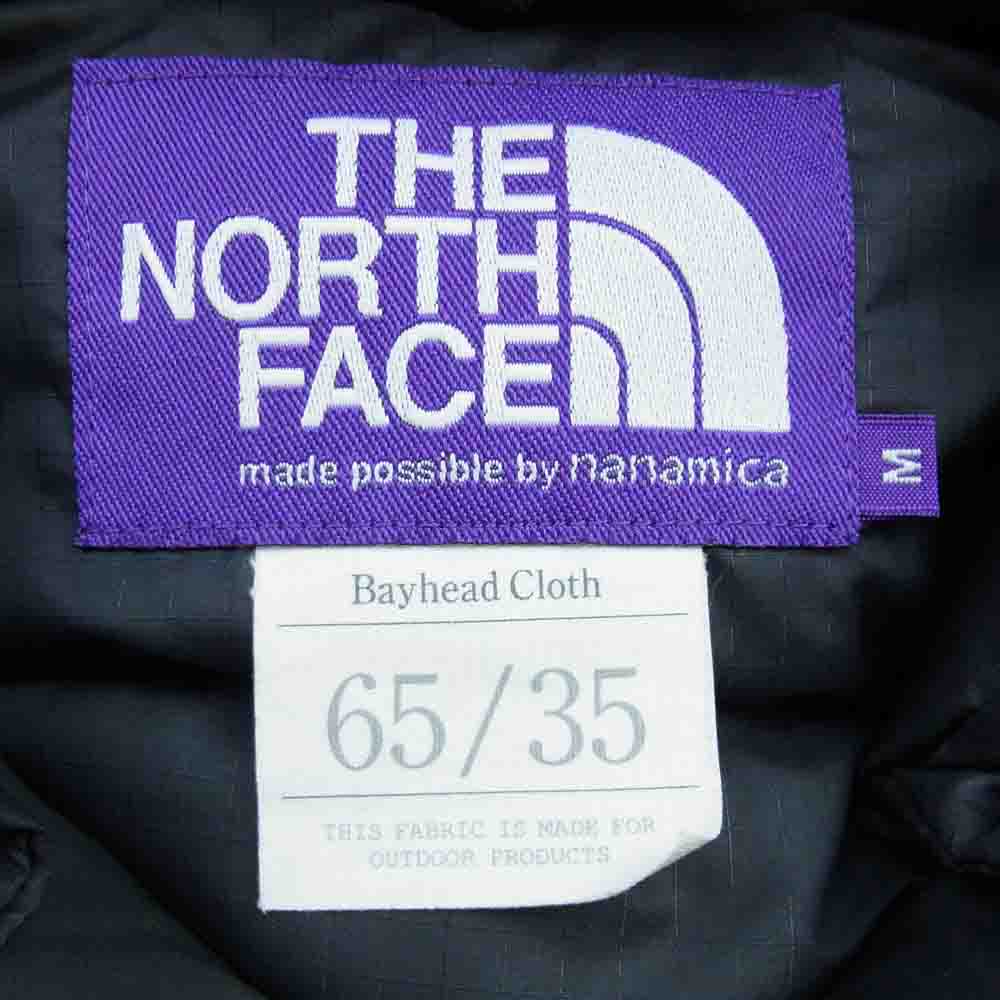 THE
NORTH
FACE
made possible by nanamica
M
Bayhead Cloth
65/35
THIS FABRIC IS MADE FOR
OUTDOOR PRODUCTS